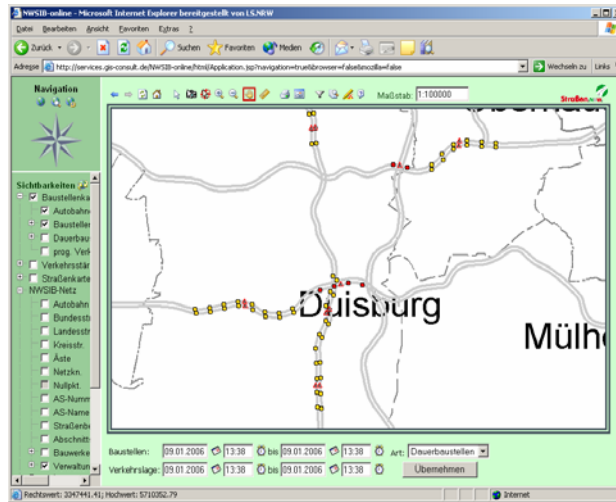 NWSIB-online - Microsoft Internet Explorer bereitgestellt von LS.NRW
Datei Bearbeiten Ansicht Favoriten Extras ?
Zurück Suchen Favoriten Medien
Adresse http://services.gis-consult.de/NWSIB-online/html/Application.jsp?navigation=true&browser=false&mozilla=false Wechseln zu Links
Navigation
Maßstab: 1:100000
Straßen.NRW
Sichtbarkeiten
Baustellenka
Autobahn
Baustellen
Dauerbau
prog. Verk
Verkehrsstär
Straßenkarte
NWSIB-Netz
Autobahn
Bundesst
Landesstr
Kreisstr.
Äste
Netzkn.
Nullpkt.
AS-Numm
AS-Name
Straßenbe
Abschnitt
Bauwerke
Verwaltun
Duisburg
Mülhe
Baustellen: 09.01.2006 13:38 bis 09.01.2006 13:38 Art: Dauerbaustellen
Verkehrslage: 09.01.2006 13:38 bis 09.01.2006 13:38 Übernehmen
Rechtswert: 3347441.41; Hochwert: 5710352.79 Internet